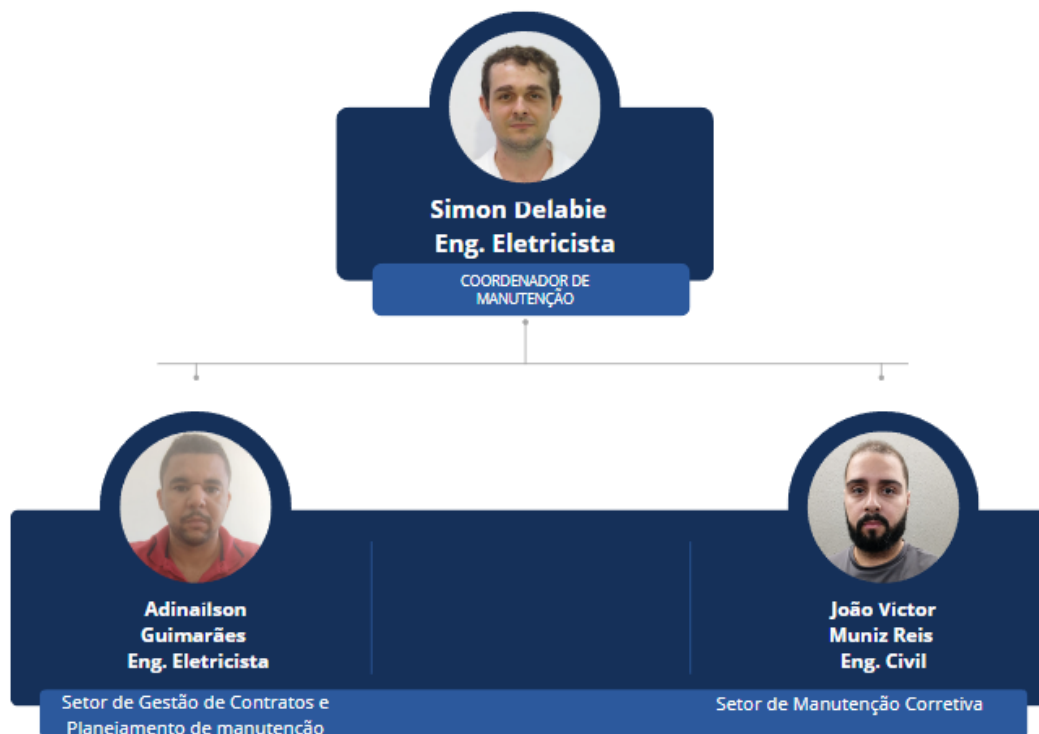 Simon Delabie
Eng. Eletricista
COORDENADOR DE
MANUTENÇÃO
Adinailson
Guimarães
Eng. Eletricista
João Victor
Muniz Reis
Eng. Civil
Setor de Gestão de Contratos e
Planejamento de manutenção
Setor de Manutenção Corretiva